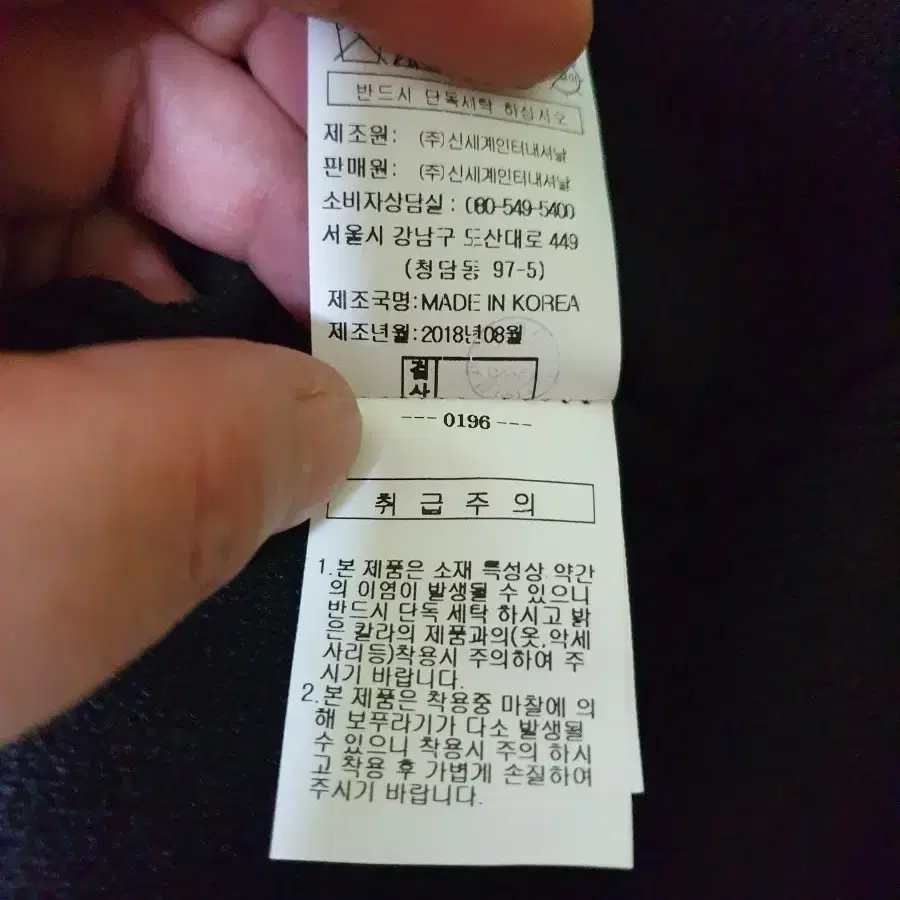 반드시 단독세탁 하십시오
제조원: (주)신세계인터내셔날
판매원: (주)신세계인터내셔날
소비자상담실 : 080-549-5400
서울시 강남구 도산대로 449
(청담동 97-5)
제조국명:MADE IN KOREA
제조년월:2018년08월
검
사
--- 0196 ---
취 급 주 의
1.본 제품은 소재 특성상 약간
의 이염이 발생될 수 있으니
반드시 단독 세탁 하시고 밝
은 칼라의 제품과의(옷,악세
사리등)착용시 주의하여 주
시기 바랍니다.
2.본 제품은 착용중 마찰에 의
해 보푸라기가 다소 발생될
수 있으니 착용시 주의 하시
고 착용 후 가볍게 손질하여
주시기 바랍니다.